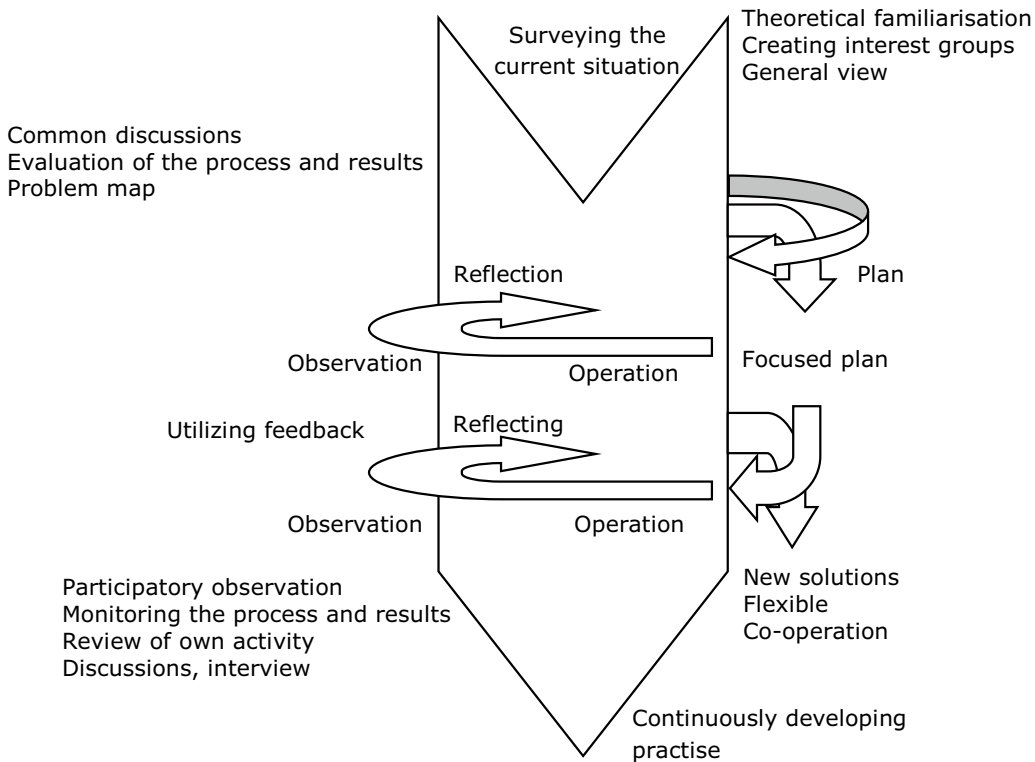 Surveying the
current situation
Theoretical familiarisation
Creating interest groups
General view
Common discussions
Evaluation of the process and results
Problem map
Reflection
Plan
Observation
Operation
Focused plan
Utilizing feedback
Reflecting
Observation
Operation
Participatory observation
Monitoring the process and results
Review of own activity
Discussions, interview
New solutions
Flexible
Co-operation
Continuously developing
practise